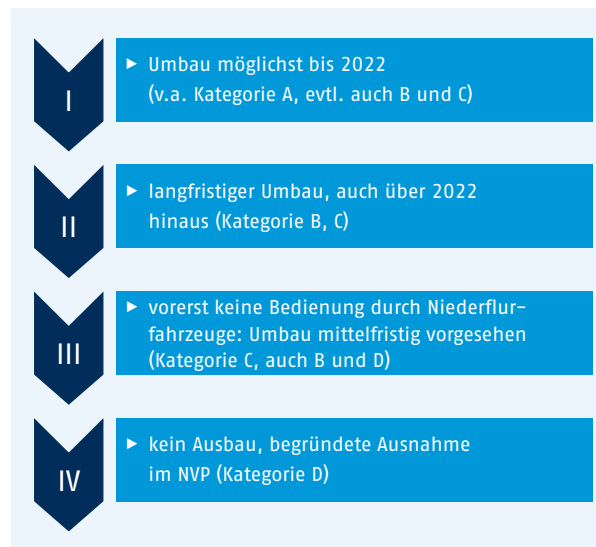 I
▸ Umbau möglichst bis 2022
(v.a. Kategorie A, evtl. auch B und C)
II
▸ langfristiger Umbau, auch über 2022
hinaus (Kategorie B, C)
III
▸ vorerst keine Bedienung durch Niederflur-
fahrzeuge: Umbau mittelfristig vorgesehen
(Kategorie C, auch B und D)
IV
▸ kein Ausbau, begründete Ausnahme
im NVP (Kategorie D)